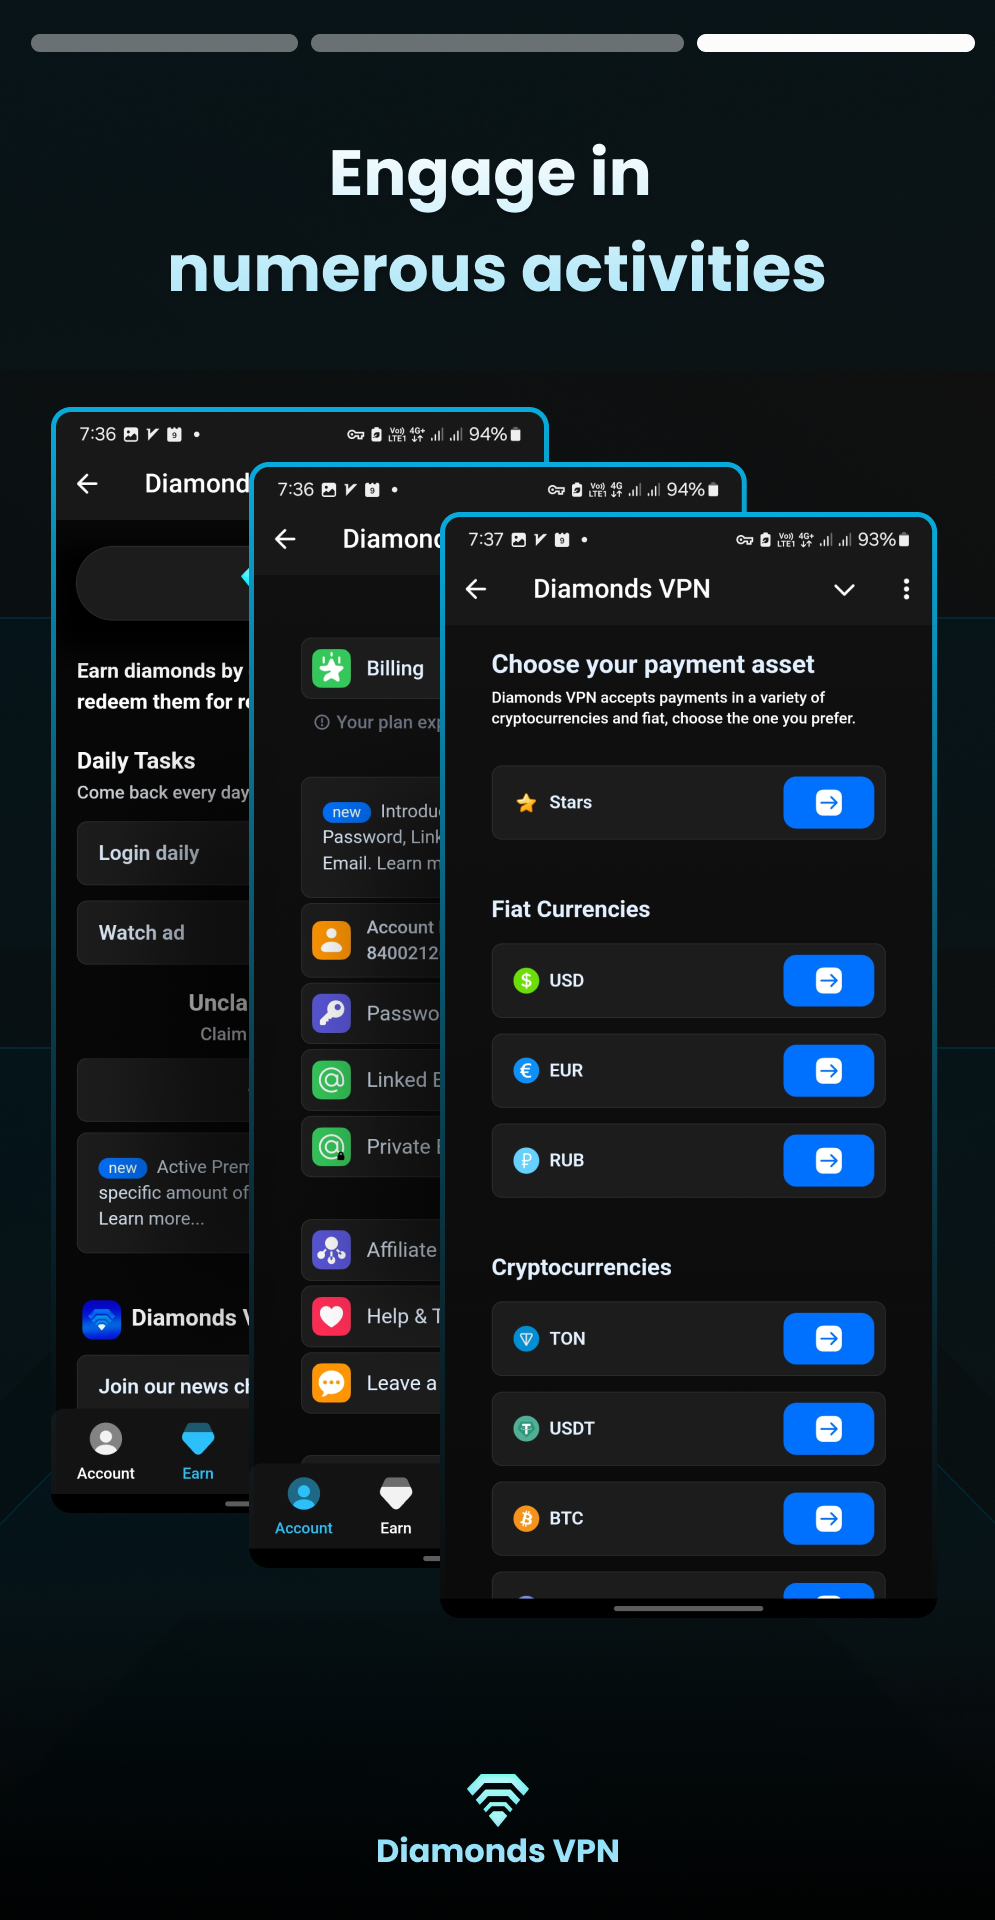 Engage in
numerous activities
7:36
94%
Diamond
Earn diamonds by
redeem them for re
Daily Tasks
Come back every day
Login daily
Watch ad
Uncla
Claim
new Active Prem
specific amount of
Learn more...
Diamonds V
Join our news ch
Account
Earn
7:36
94%
Diamond
Billing
Your plan exp
new Introduc
Password, Link
Email. Learn m
Account
8400212
Passwo
Linked E
Private E
Affiliate
Help & T
Leave a
Account
Earn
7:37
93%
Diamonds VPN
Choose your payment asset
Diamonds VPN accepts payments in a variety of
cryptocurrencies and fiat, choose the one you prefer.
Stars
Fiat Currencies
USD
EUR
RUB
Cryptocurrencies
TON
USDT
BTC
Diamonds VPN